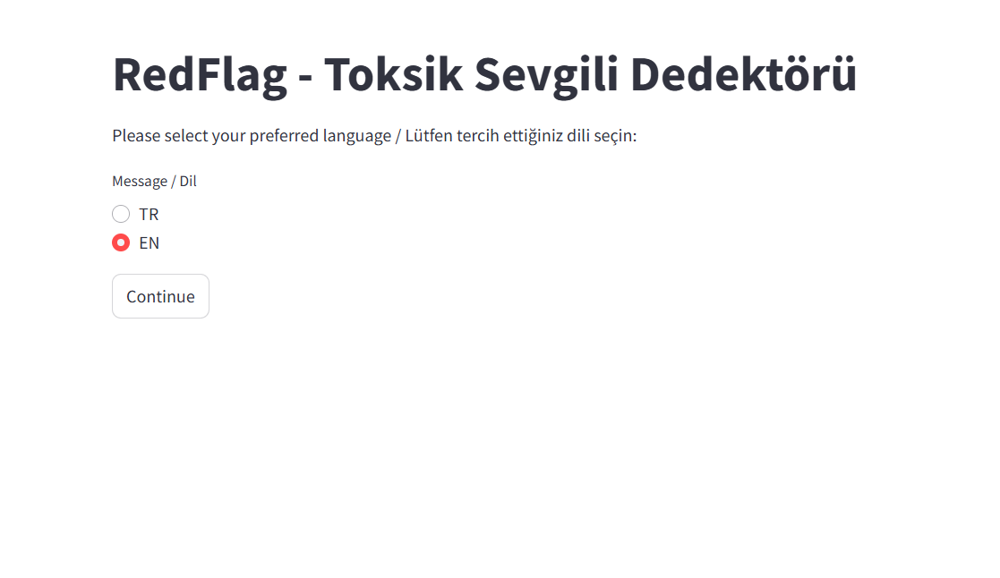 RedFlag - Toksik Sevgili Dedektörü
Please select your preferred language / Lütfen tercih ettiğiniz dili seçin:
Message / Dil
TR
EN
Continue